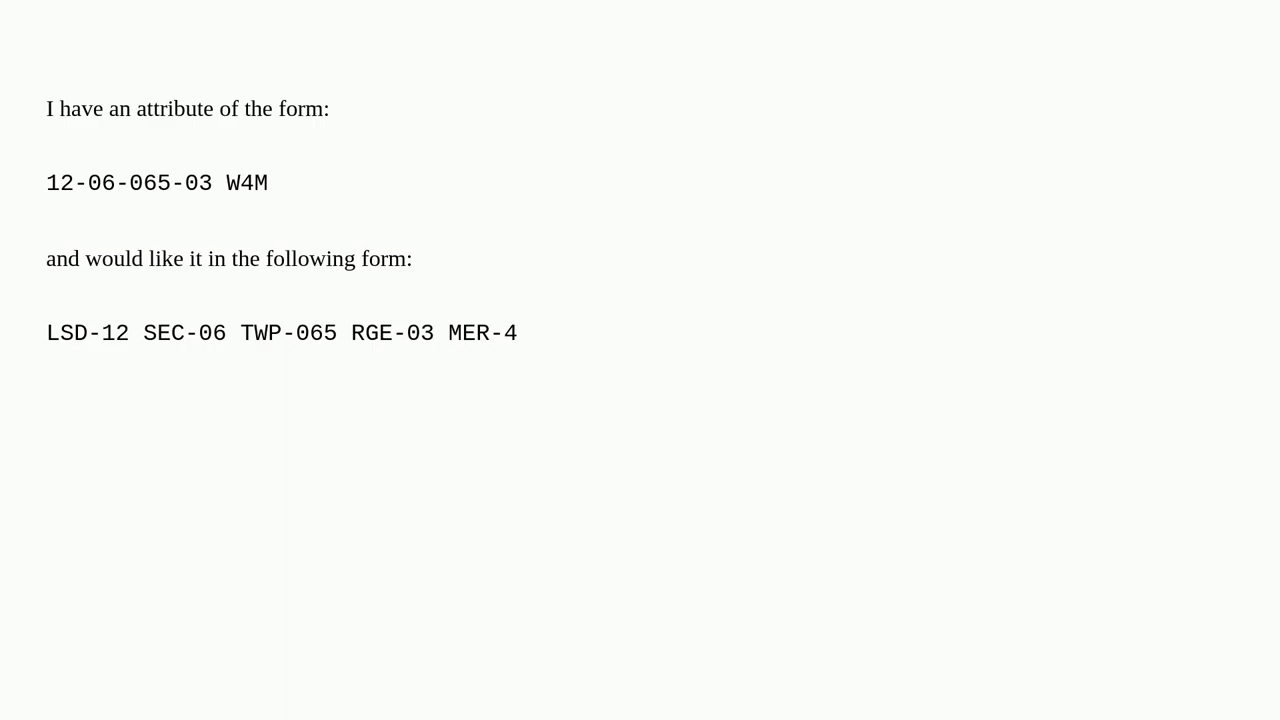 I have an attribute of the form:
12-06-065-03 W4M
and would like it in the following form:
LSD-12 SEC-06 TWP-065 RGE-03 MER-4